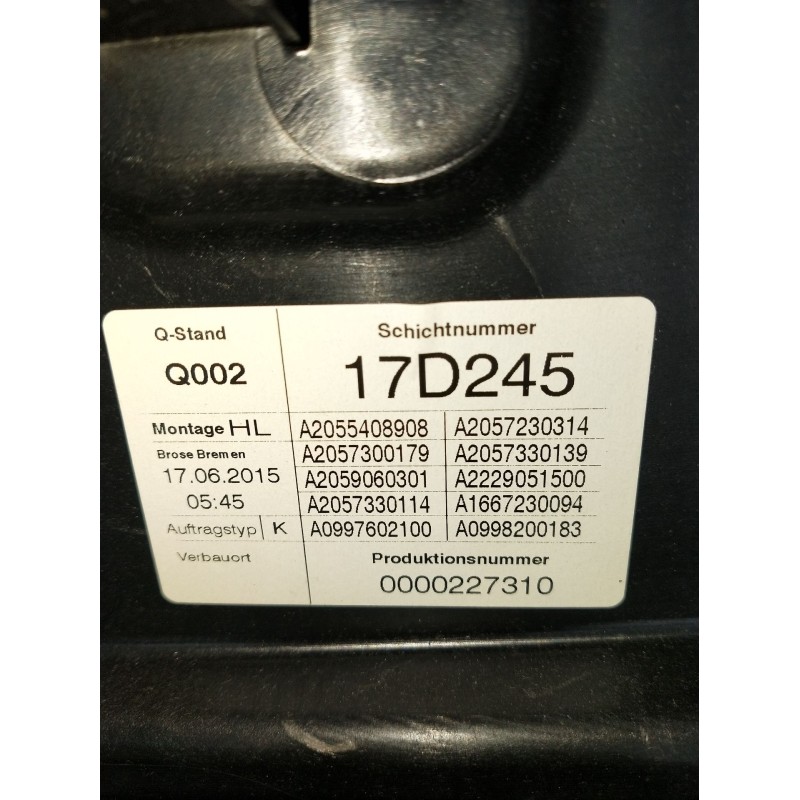 Q-Stand
Schichtnummer
Q002
17D245
Montage HL
A2055408908 A2057230314
Brose Bremen
A2057300179 A2057330139
17.06.2015
A2059060301 A2229051500
05:45
A2057330114 A1667230094
Auftragstyp K
A0997602100 A0998200183
Verbauort
Produktionsnummer
0000227310